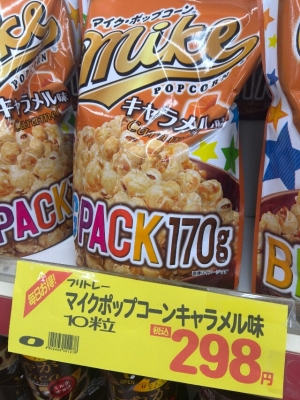 マイク・ポップコーン
mike
POPCORN
キャラメル味
PACK 170g
PACK
毎日お得!
フリトレー
マイクポップコーンキャラメル味
10粒
税込
298円
0